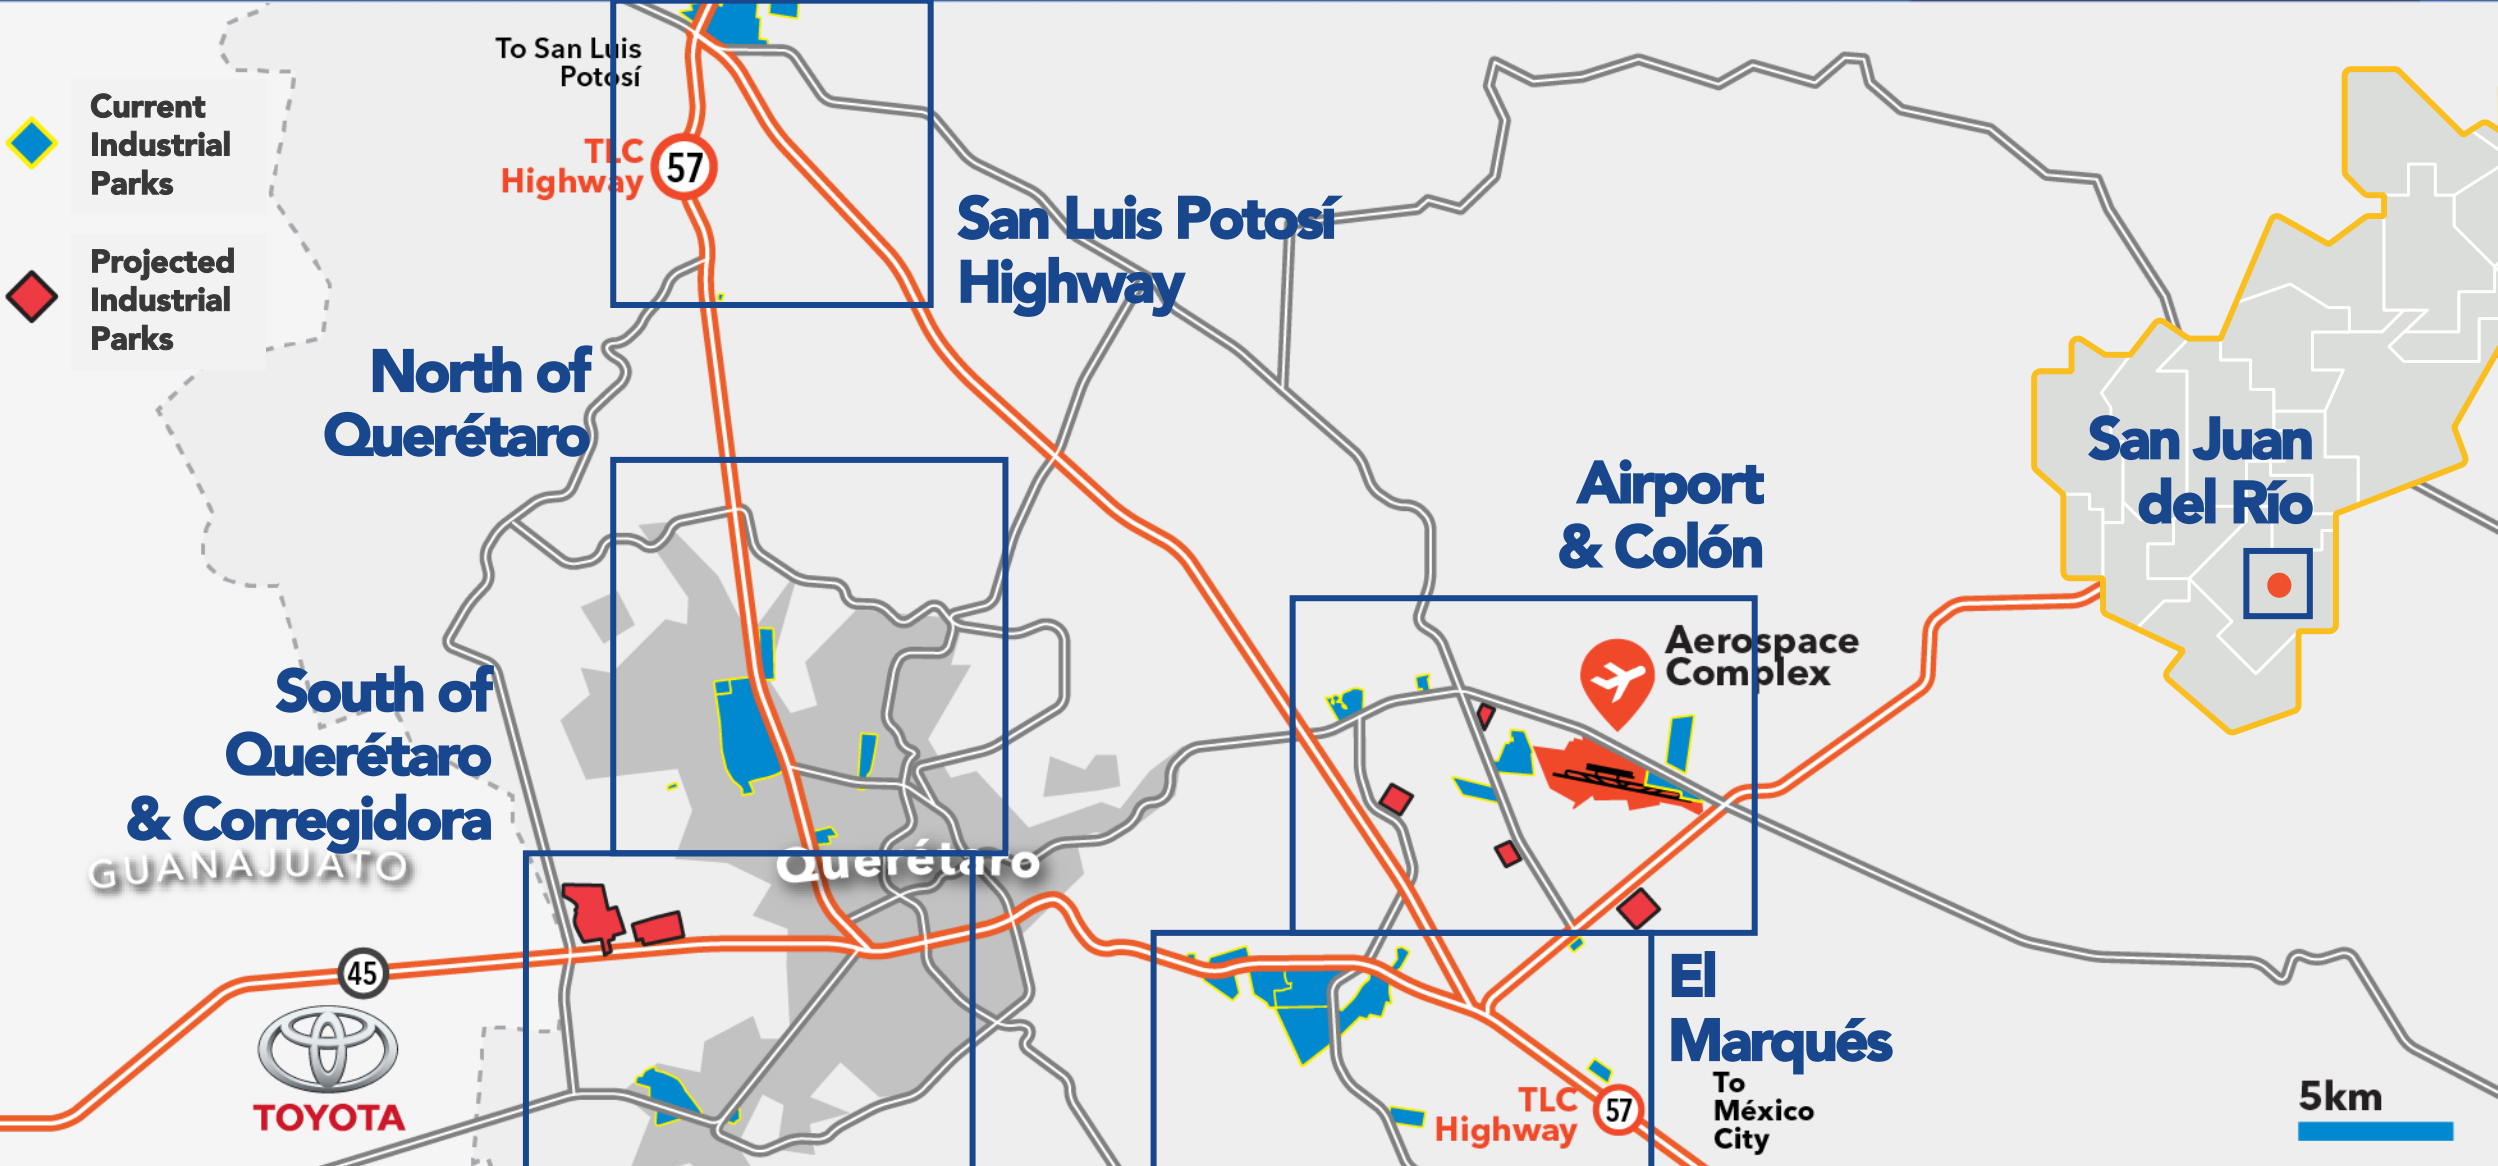 To San Luis
Potosí
Current
Industrial
Parks
TLC
Highway
57
San Luis Potosí
Highway
Projected
Industrial
Parks
North of
Querétaro
San Juan
del Río
Airport
& Colón
Aerospace
Complex
South of
Querétaro
& Corregidora
GUANAJUATO
Querétaro
45
TOYOTA
El
Marqués
TLC
Highway
57
To
México
City
5km